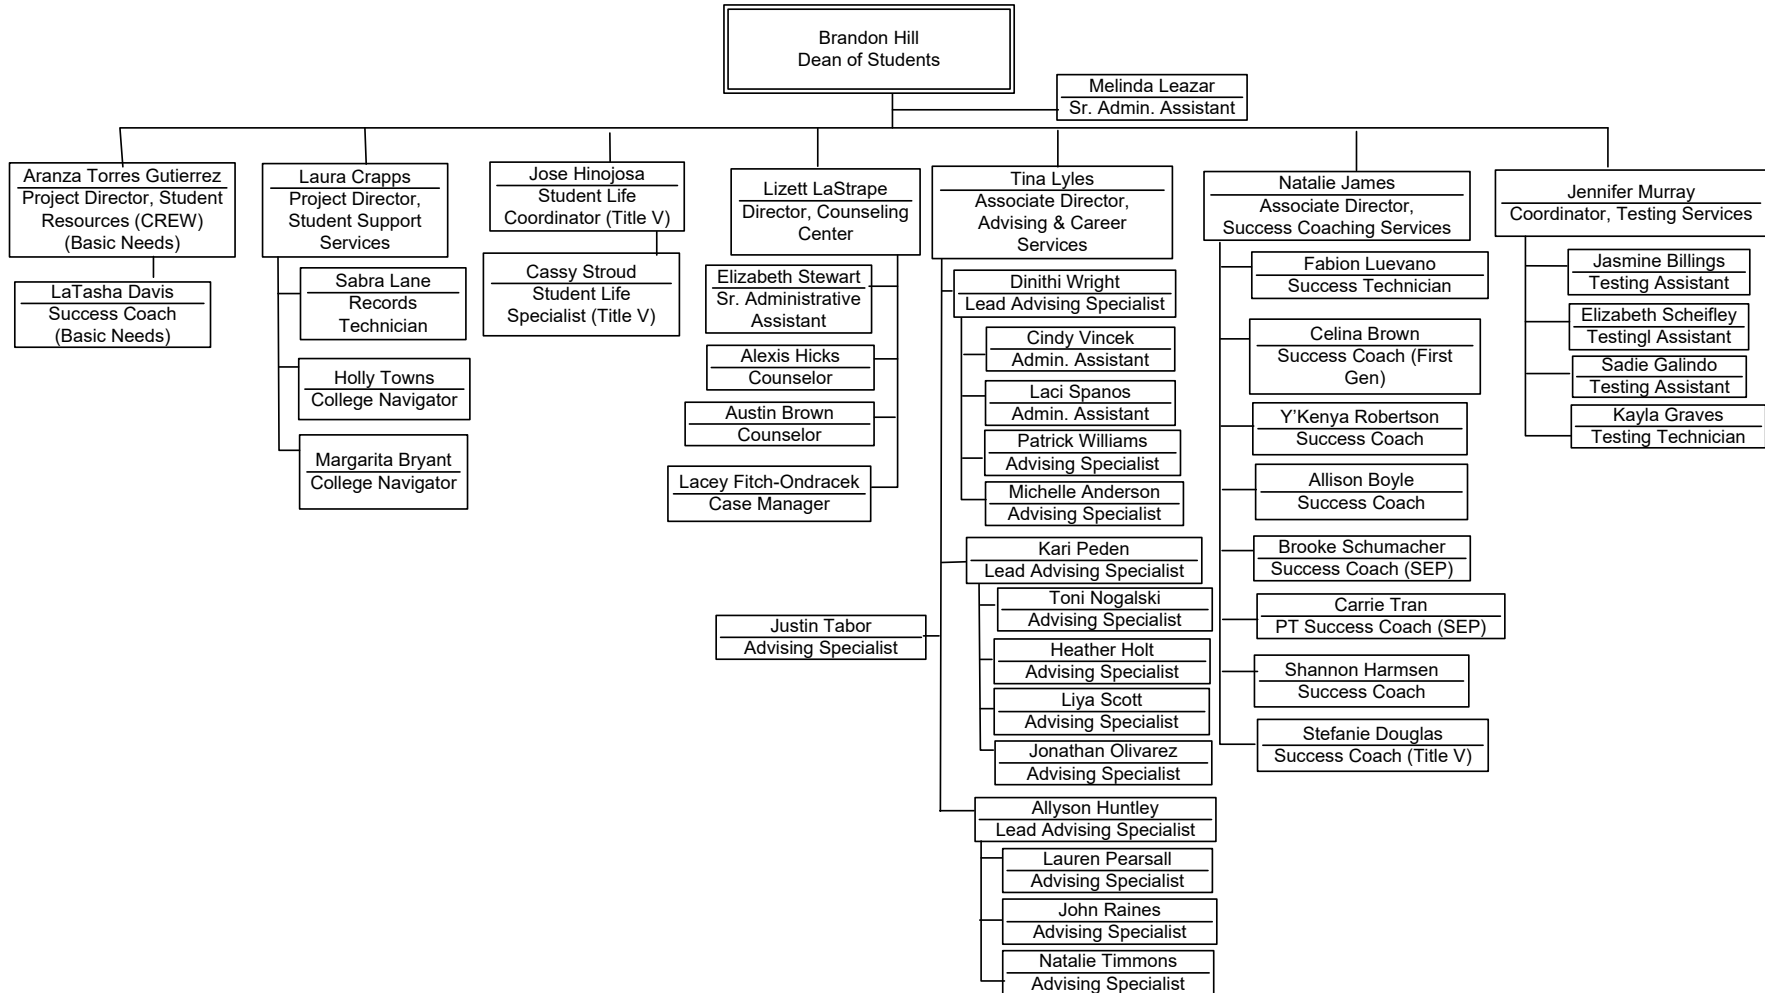 Brandon Hill
Dean of Students
Melinda Leazar
Sr. Admin. Assistant
Aranza Torres Gutierrez
Project Director, Student
Resources (CREW)
(Basic Needs)
LaTasha Davis
Success Coach
(Basic Needs)
Laura Crapps
Project Director,
Student Support
Services
Sabra Lane
Records
Technician
Holly Towns
College Navigator
Margarita Bryant
College Navigator
Jose Hinojosa
Student Life
Coordinator (Title V)
Cassy Stroud
Student Life
Specialist (Title V)
Lizett LaStrape
Director, Counseling
Center
Elizabeth Stewart
Sr. Administrative
Assistant
Alexis Hicks
Counselor
Austin Brown
Counselor
Lacey Fitch-Ondracek
Case Manager
Tina Lyles
Associate Director,
Advising & Career
Services
Dinithi Wright
Lead Advising Specialist
Cindy Vincek
Admin. Assistant
Laci Spanos
Admin. Assistant
Patrick Williams
Advising Specialist
Michelle Anderson
Advising Specialist
Kari Peden
Lead Advising Specialist
Toni Nogalski
Advising Specialist
Heather Holt
Advising Specialist
Liya Scott
Advising Specialist
Jonathan Olivarez
Advising Specialist
Justin Tabor
Advising Specialist
Allyson Huntley
Lead Advising Specialist
Lauren Pearsall
Advising Specialist
John Raines
Advising Specialist
Natalie Timmons
Advising Specialist
Natalie James
Associate Director,
Success Coaching Services
Fabion Luevano
Success Technician
Celina Brown
Success Coach (First
Gen)
Y’Kenya Robertson
Success Coach
Allison Boyle
Success Coach
Brooke Schumacher
Success Coach (SEP)
Carrie Tran
PT Success Coach (SEP)
Shannon Harmsen
Success Coach
Stefanie Douglas
Success Coach (Title V)
Jennifer Murray
Coordinator, Testing Services
Jasmine Billings
Testing Assistant
Elizabeth Scheifley
Testingl Assistant
Sadie Galindo
Testing Assistant
Kayla Graves
Testing Technician